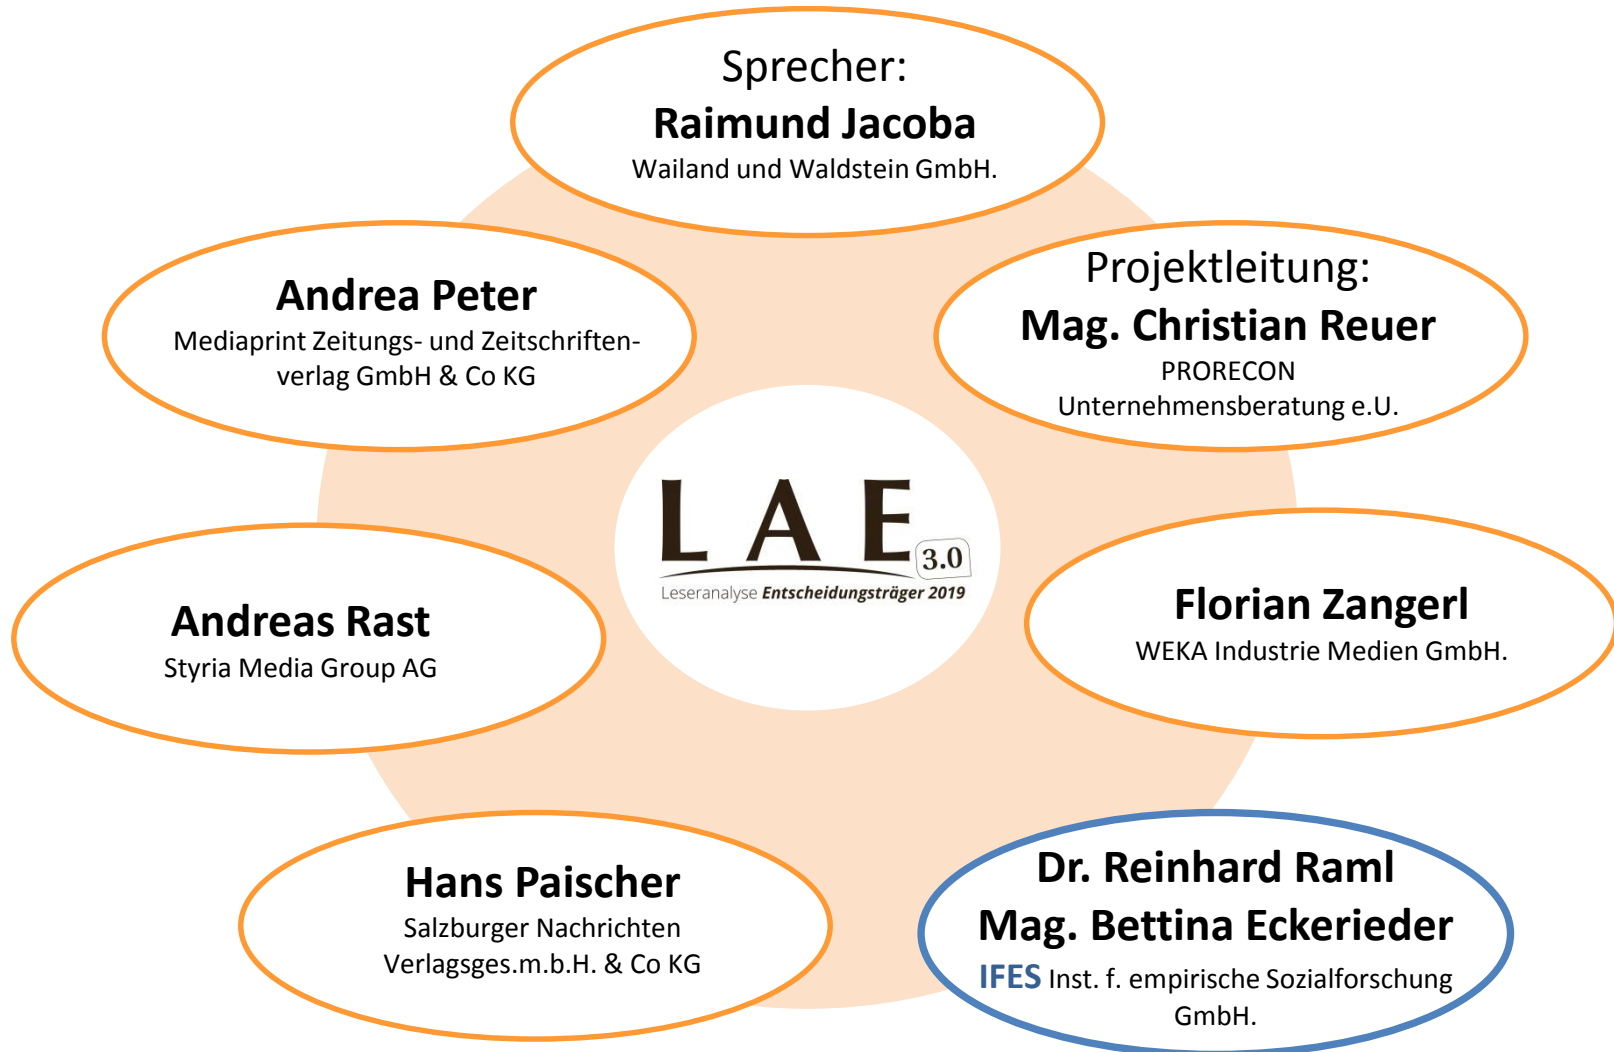 Sprecher:
Raimund Jacoba
Wailand und Waldstein GmbH.
Andrea Peter
Mediaprint Zeitungs- und Zeitschriften-
verlag GmbH & Co KG
Projektleitung:
Mag. Christian Reuer
PRORECON
Unternehmensberatung e.U.
LAE 3.0
Leseranalyse Entscheidungsträger 2019
Andreas Rast
Styria Media Group AG
Florian Zangerl
WEKA Industrie Medien GmbH.
Hans Paischer
Salzburger Nachrichten
Verlagsges.m.b.H. & Co KG
Dr. Reinhard Raml
Mag. Bettina Eckerieder
IFES Inst. f. empirische Sozialforschung
GmbH.